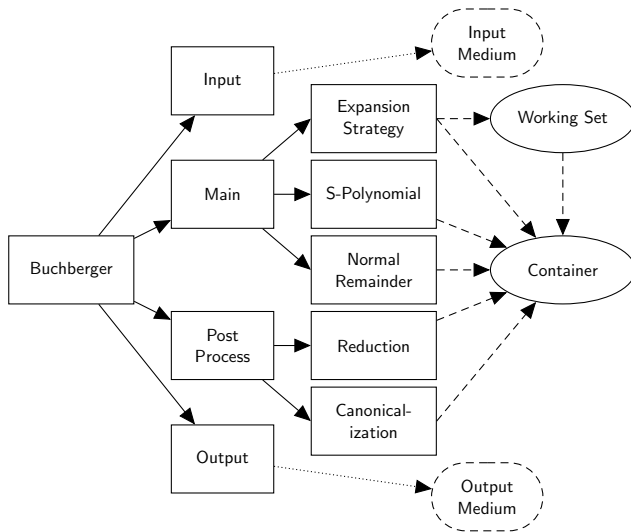 Input
Medium
Input
Expansion
Strategy
Working Set
Main
S-Polynomial
Buchberger
Normal
Remainder
Container
Post
Process
Reduction
Canonical-
ization
Output
Output
Medium